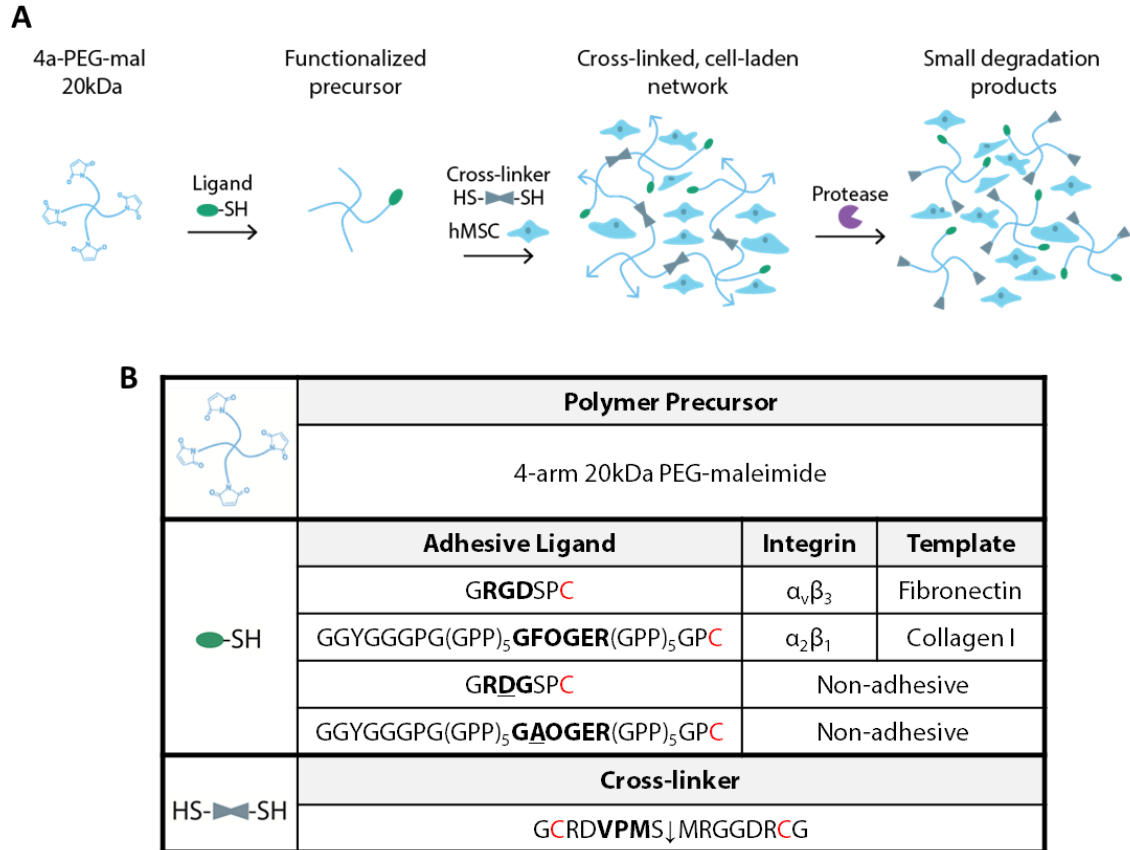 A
4a-PEG-mal
20kDa
Functionalized
precursor
Cross-linked, cell-laden
network
Small degradation
products
Ligand
-SH
Cross-linker
HS- -SH
hMSC
Protease
B
Polymer Precursor
4-arm 20kDa PEG-maleimide
Adhesive Ligand Integrin Template
-SH
GRGDSPC αvβ3 Fibronectin
GGYGGGPG(GPP)5GFOGER(GPP)5GPC α2β1 Collagen I
GRDGSPC Non-adhesive
GGYGGGPG(GPP)5GAOGER(GPP)5GPC Non-adhesive
HS- -SH
Cross-linker
GCRDVPMS↓MRGGDRCG